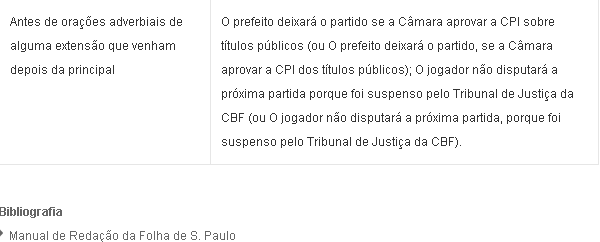 Antes de orações adverbiais de
alguma extensão que venham
depois da principal
O prefeito deixará o partido se a Câmara aprovar a CPI sobre
títulos públicos (ou O prefeito deixará o partido, se a Câmara
aprovar a CPI dos títulos públicos); O jogador não disputará a
próxima partida porque foi suspenso pelo Tribunal de Justiça da
CBF (ou O jogador não disputará a próxima partida, porque foi
suspenso pelo Tribunal de Justiça da CBF).
Bibliografia
Manual de Redação da Folha de S. Paulo